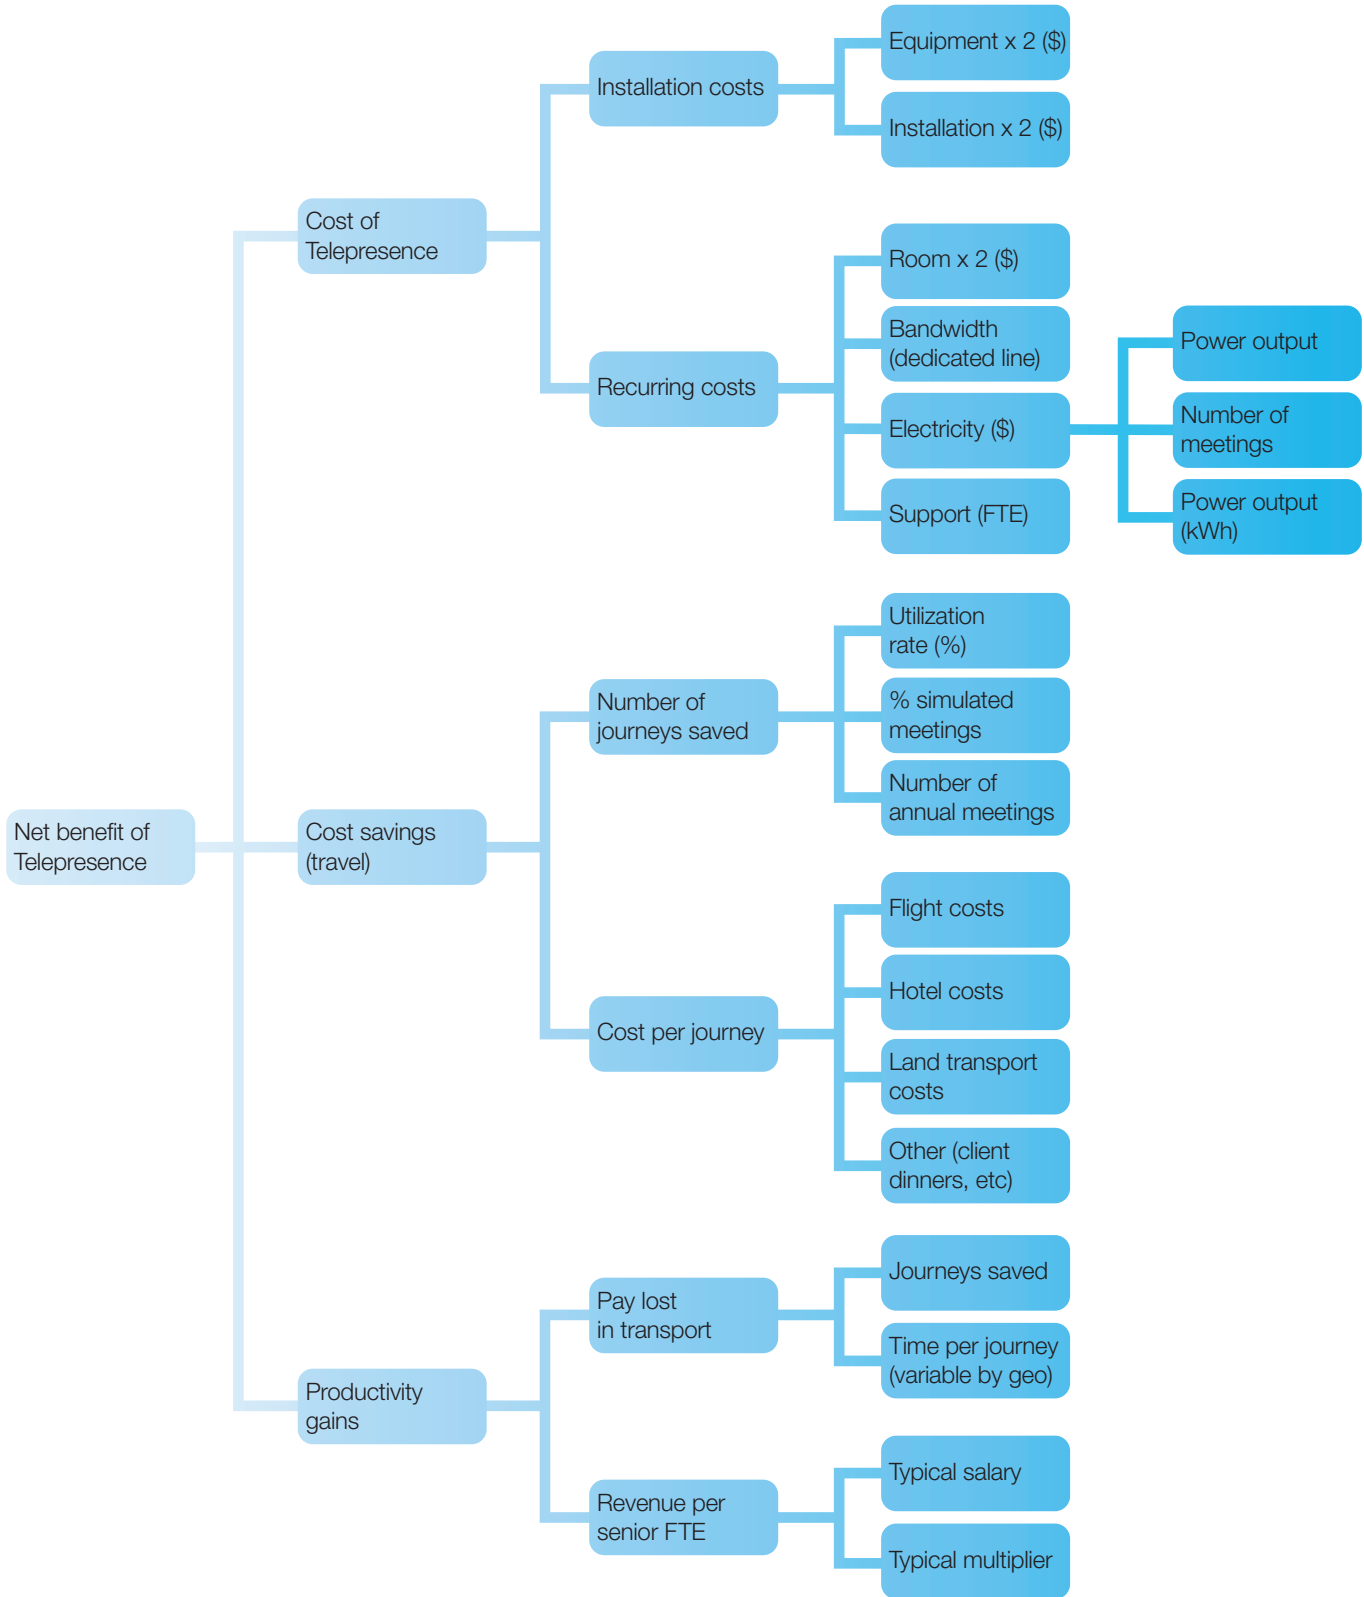 Net benefit of
Telepresence
Cost of
Telepresence
Installation costs
Equipment x 2 ($)
Installation x 2 ($)
Recurring costs
Room x 2 ($)
Bandwidth
(dedicated line)
Electricity ($)
Power output
Number of
meetings
Power output
(kWh)
Support (FTE)
Cost savings
(travel)
Number of
journeys saved
Utilization
rate (%)
% simulated
meetings
Number of
annual meetings
Cost per journey
Flight costs
Hotel costs
Land transport
costs
Other (client
dinners, etc)
Productivity
gains
Pay lost
in transport
Journeys saved
Time per journey
(variable by geo)
Revenue per
senior FTE
Typical salary
Typical multiplier